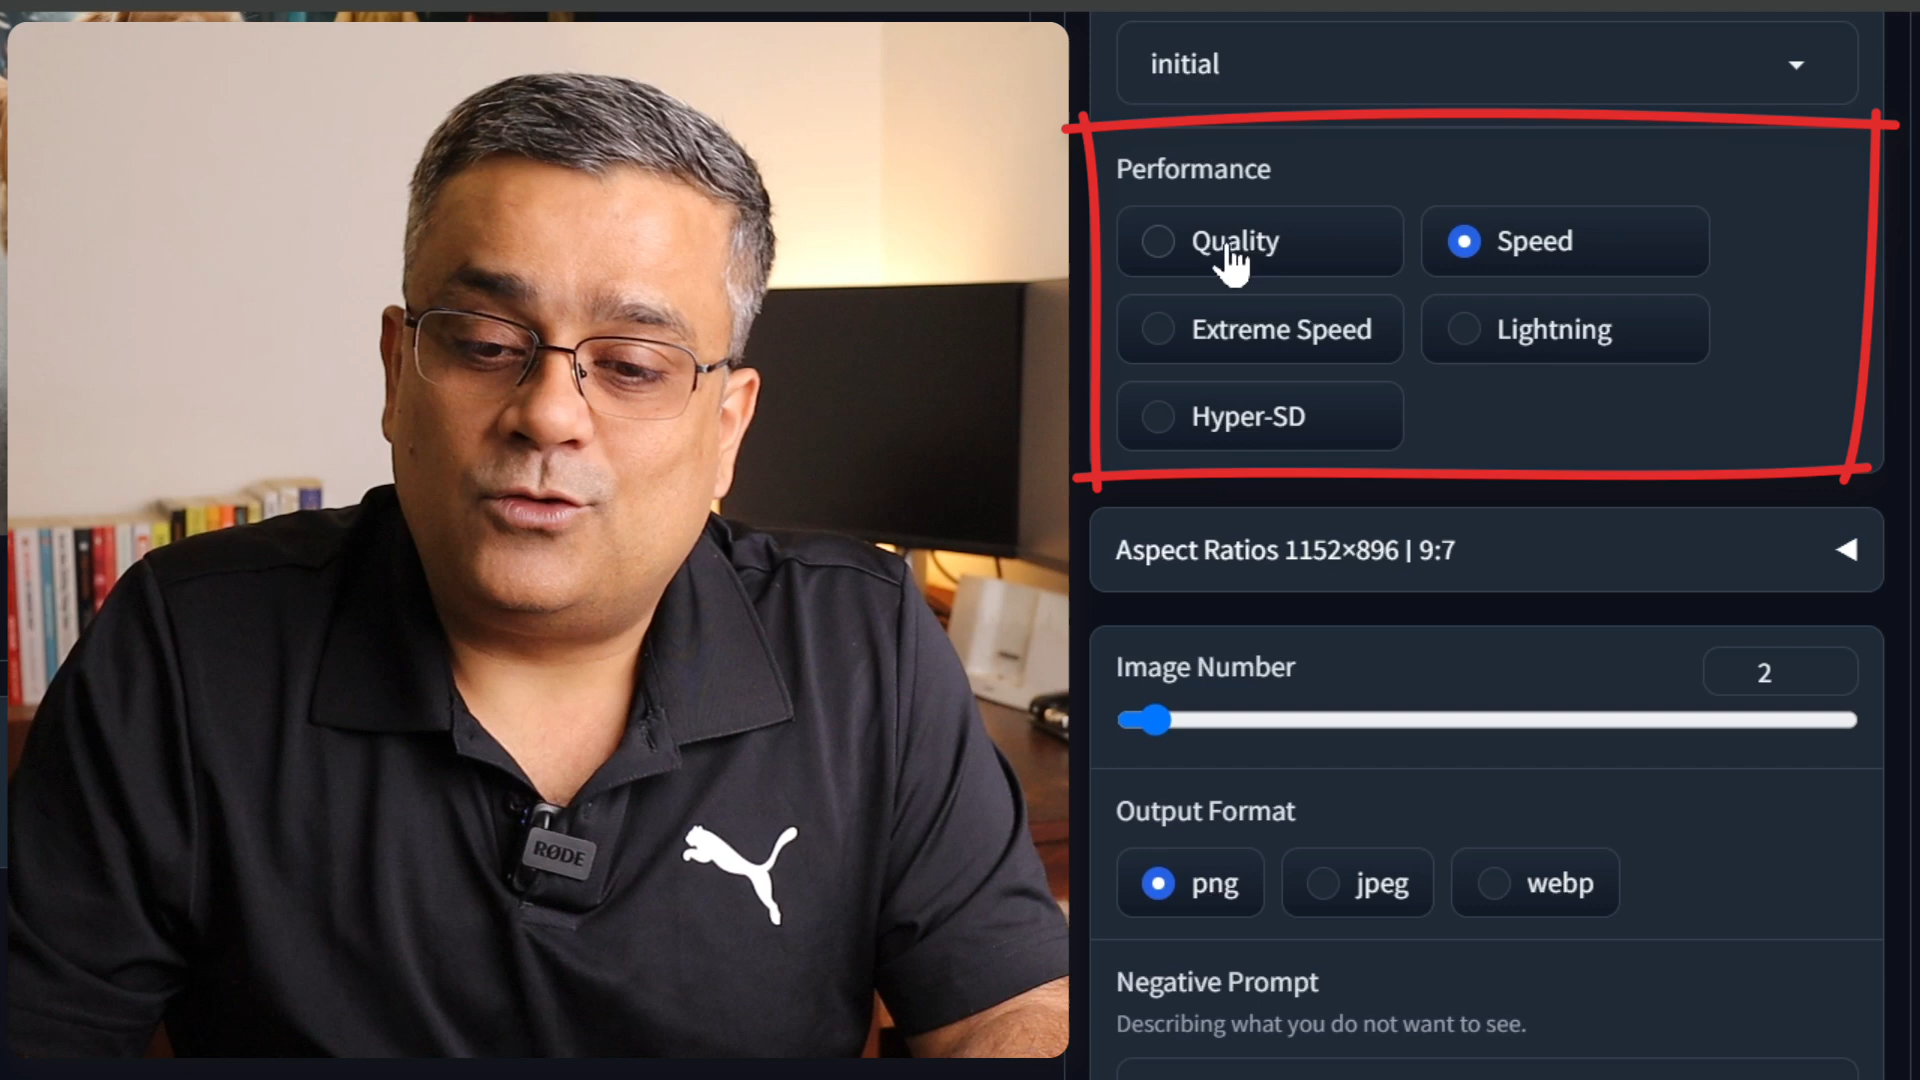 initial
Performance
Quality
Speed
Extreme Speed
Lightning
Hyper-SD
Aspect Ratios 1152×896 | 9:7
Image Number
2
Output Format
png
jpeg
webp
Negative Prompt
Describing what you do not want to see.
RØDE